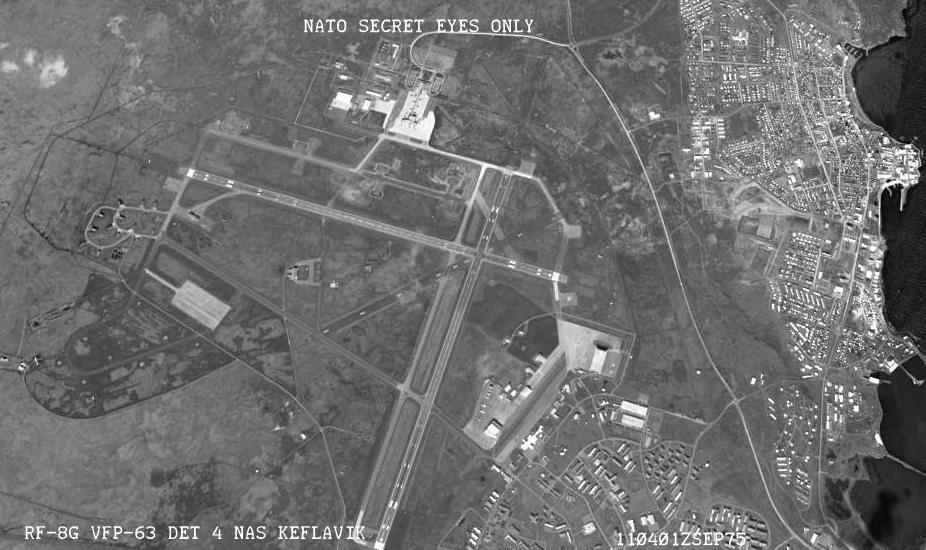 NATO SECRET EYES ONLY
RF-8G VFP-63 DET 4 NAS KEFLAVIK
110401ZSEP75